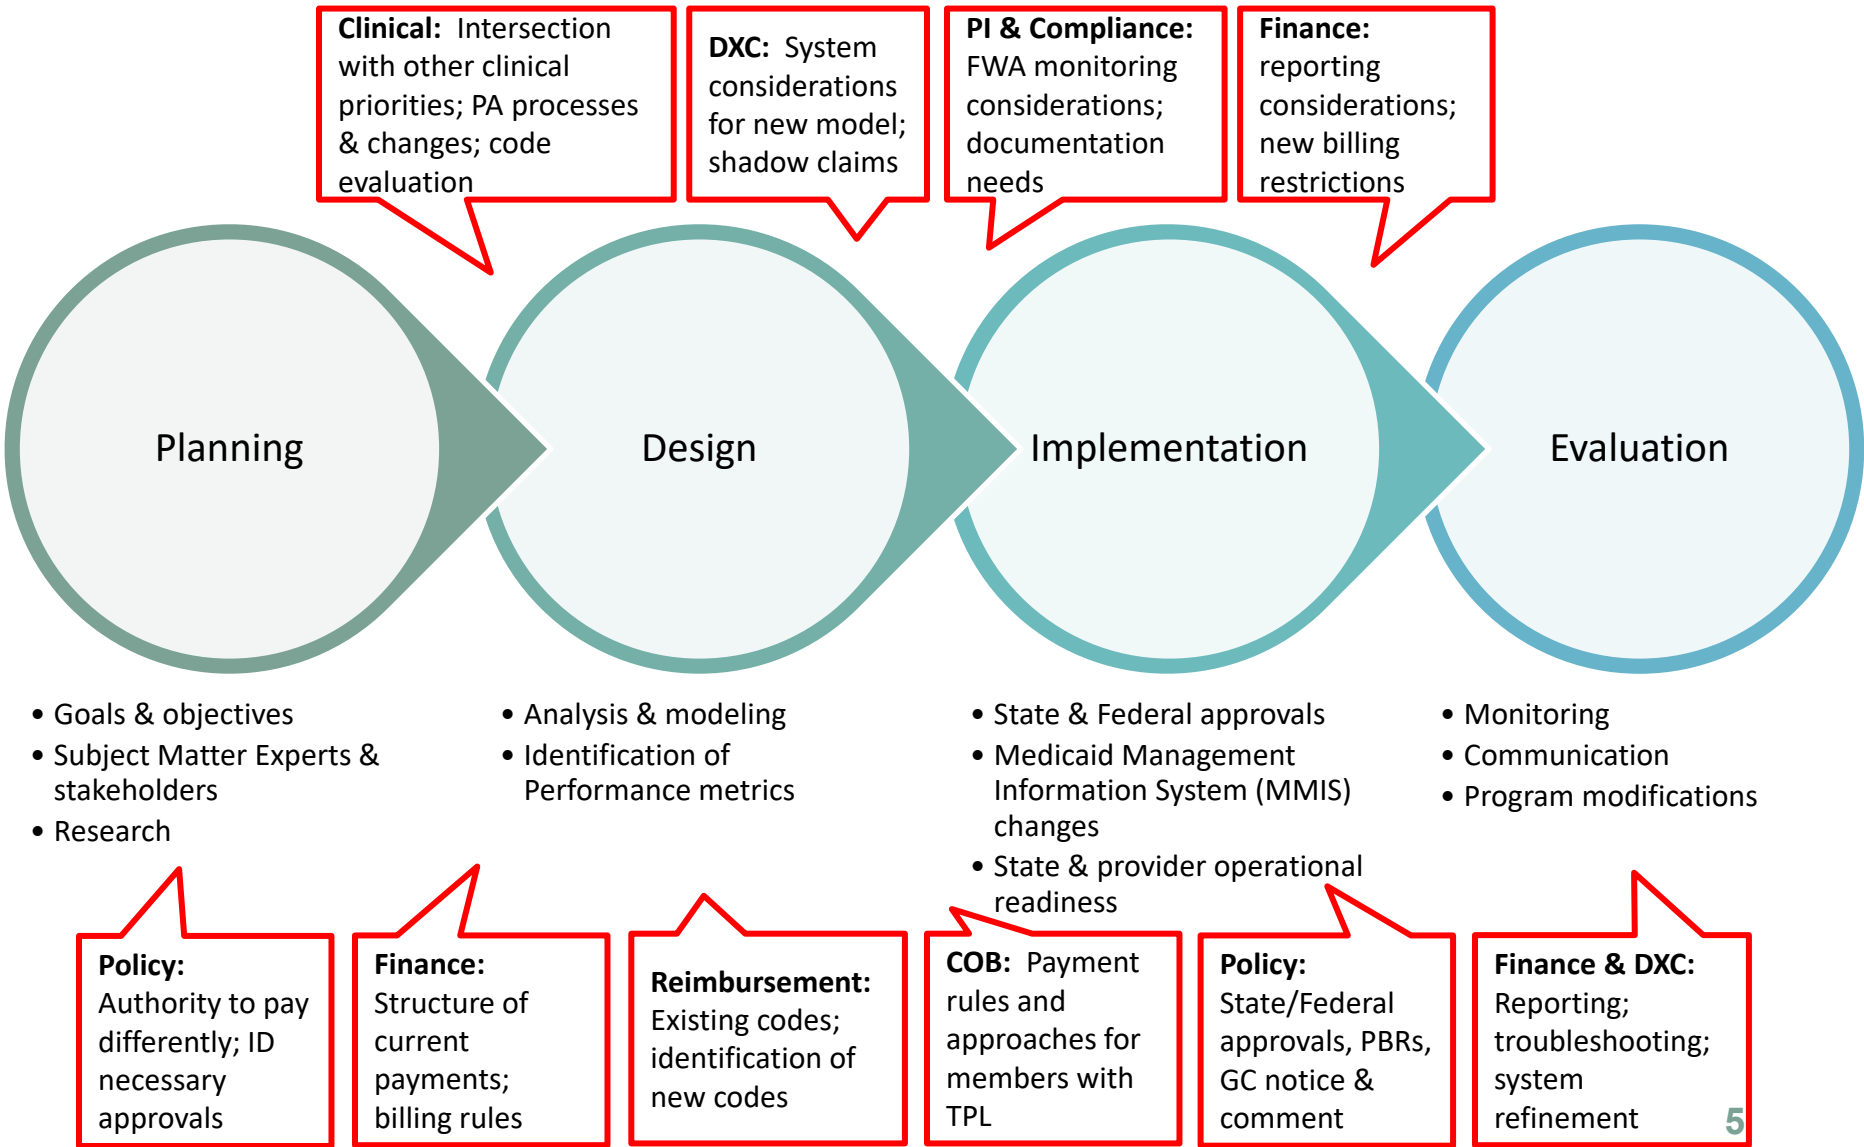 Clinical: Intersection
with other clinical
priorities; PA processes
& changes; code
evaluation
DXC: System
considerations
for new model;
shadow claims
PI & Compliance:
FWA monitoring
considerations;
documentation
needs
Finance:
reporting
considerations;
new billing
restrictions
Planning
Design
Implementation
Evaluation
• Goals & objectives
• Subject Matter Experts &
stakeholders
• Research
• Analysis & modeling
• Identification of
Performance metrics
• State & Federal approvals
• Medicaid Management
Information System (MMIS)
changes
• State & provider operational
readiness
• Monitoring
• Communication
• Program modifications
Policy:
Authority to pay
differently; ID
necessary
approvals
Finance:
Structure of
current
payments;
billing rules
Reimbursement:
Existing codes;
identification of
new codes
COB: Payment
rules and
approaches for
members with
TPL
Policy:
State/Federal
approvals, PBRs,
GC notice &
comment
Finance & DXC:
Reporting;
troubleshooting;
system
refinement
5